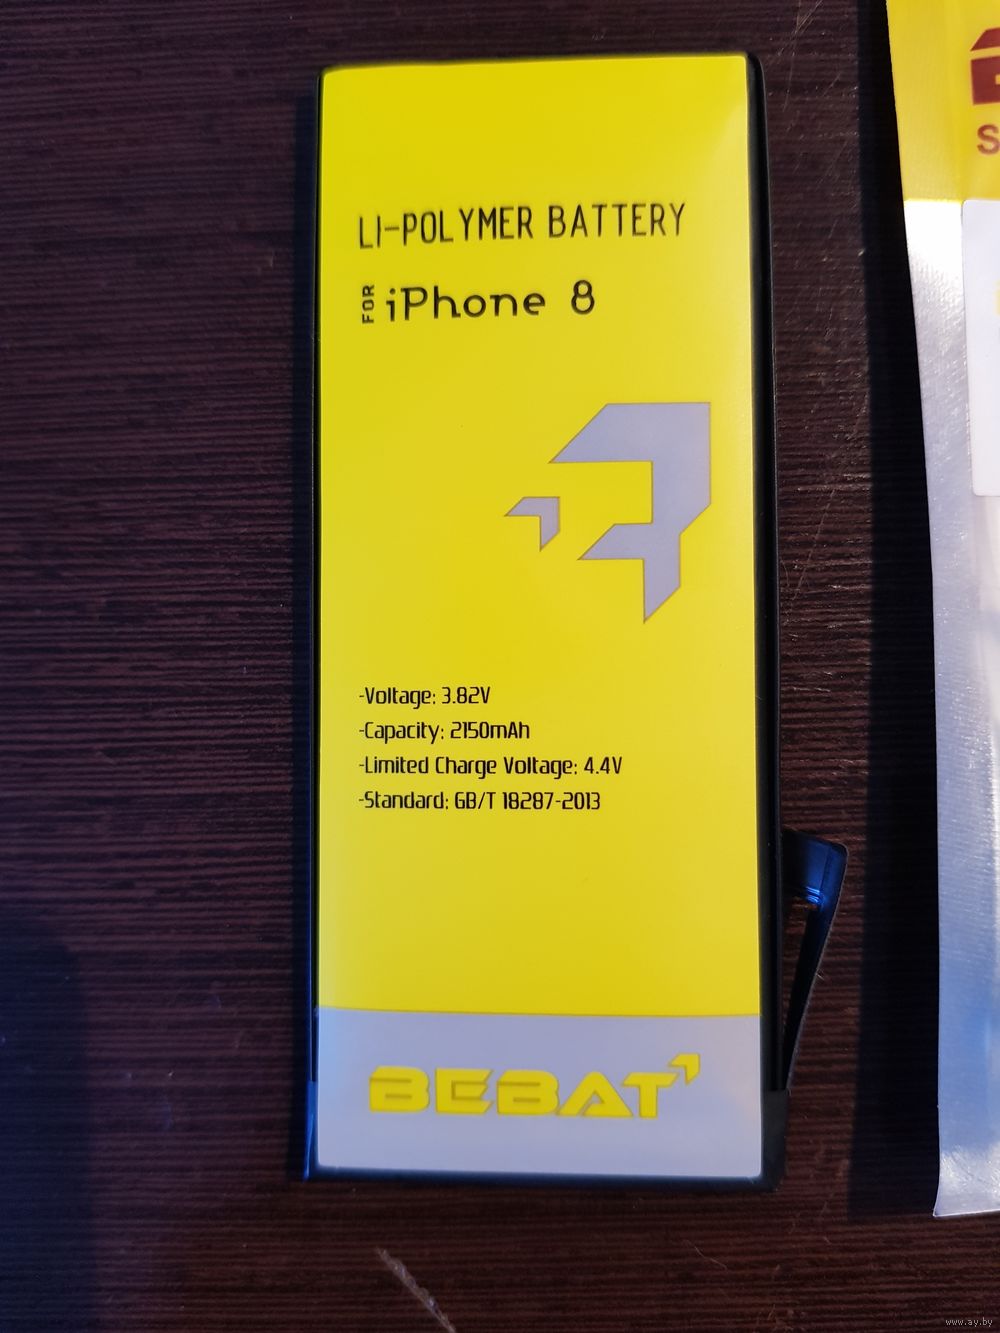 LI-POLYMER BATTERY
FOR iPhone 8
-Voltage: 3.82V
-Capacity: 2150mAh
-Limited Charge Voltage: 4.4V
-Standard: GB/T 18287-2013
BEBAT
www.ay.by